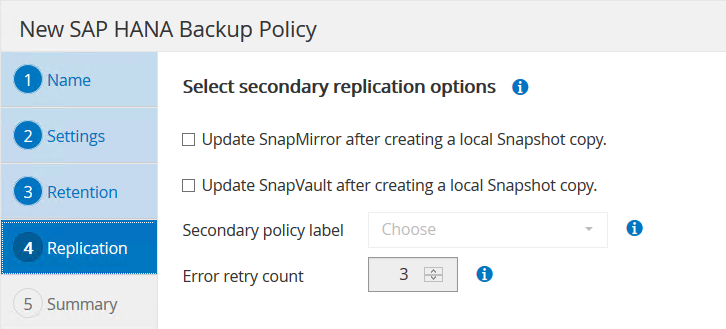 New SAP HANA Backup Policy
1 Name
2 Settings
3 Retention
4 Replication
5 Summary
Select secondary replication options i
Update SnapMirror after creating a local Snapshot copy.
Update SnapVault after creating a local Snapshot copy.
Secondary policy label Choose i
Error retry count 3 i